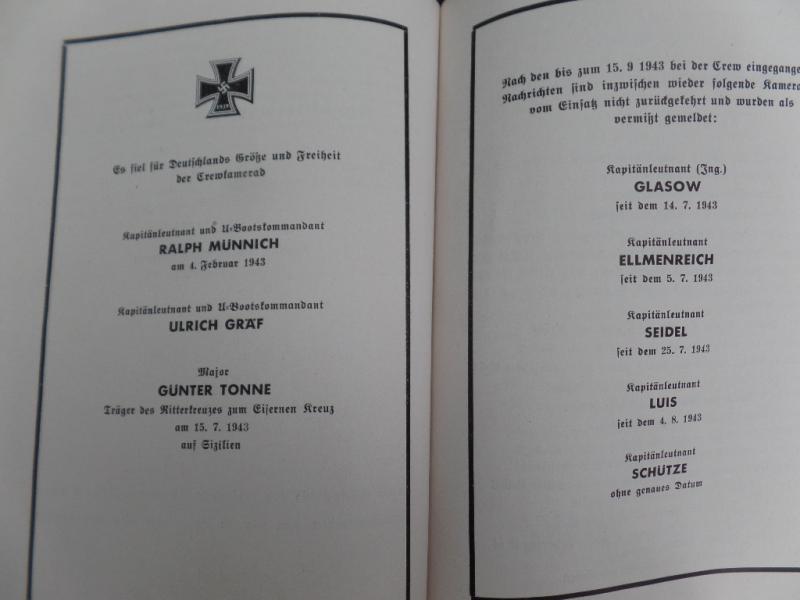 1939
Es fiel für Deutschlands Größe und Freiheit
der Crewkamerad
Kapitänleutnant und U-Bootskommandant
RALPH MÜNNICH
am 4. Februar 1943
Kapitänleutnant und U-Bootskommandant
ULRICH GRÄF
Major
GÜNTER TONNE
Träger des Ritterkreuzes zum Eisernen Kreuz
am 15. 7. 1943
auf Sizilien
Nach den bis zum 15. 9 1943 bei der Crew eingegange
Nachrichten sind inzwischen wieder folgende Kamera
vom Einsatz nicht zurückgekehrt und wurden als
vermißt gemeldet:
Kapitänleutnant (Ing.)
GLASOW
seit dem 14. 7. 1943
Kapitänleutnant
ELLMENREICH
seit dem 5. 7. 1943
Kapitänleutnant
SEIDEL
seit dem 25. 7. 1943
Kapitänleutnant
LUIS
seit dem 4. 8. 1943
Kapitänleutnant
SCHÜTZE
ohne genaues Datum